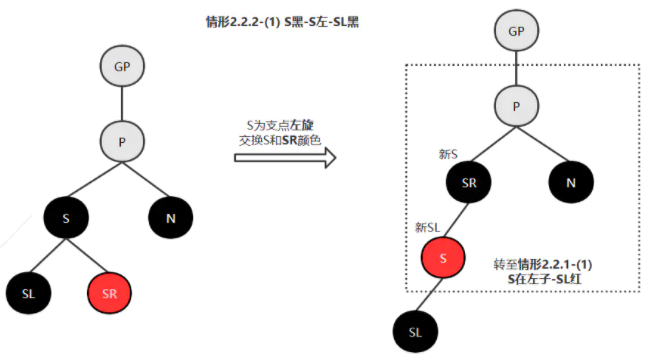 情形2.2.2-(1) S黑-S左-SL黑
GP
P
S
N
SL
SR
S为支点左旋
交换S和SR颜色
GP
P
新S
SR
N
新SL
S
转至情形2.2.1-(1)
S在左子-SL红
SL